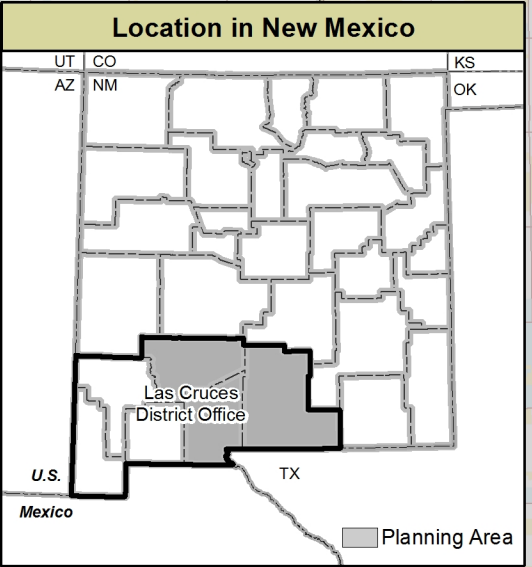 Location in New Mexico
UT CO
KS
AZ NM
OK
Las Cruces
District Office
U.S.
TX
Mexico
Planning Area